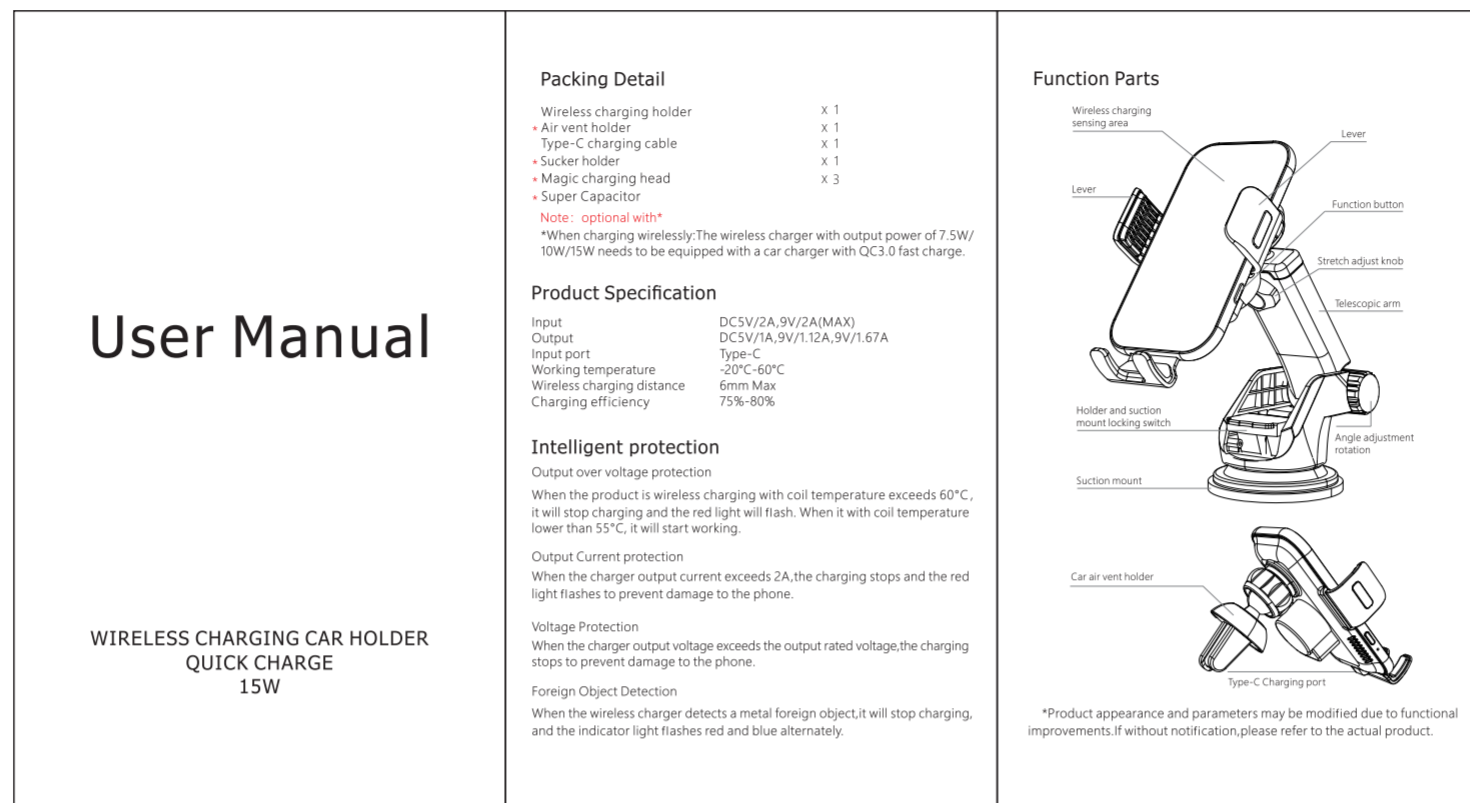 User Manual
WIRELESS CHARGING CAR HOLDER
QUICK CHARGE
15W
Packing Detail
Wireless charging holder X 1
* Air vent holder X 1
Type-C charging cable X 1
* Sucker holder X 1
* Magic charging head X 3
* Super Capacitor
Note: optional with*
*When charging wirelessly:The wireless charger with output power of 7.5W/
10W/15W needs to be equipped with a car charger with QC3.0 fast charge.
Product Specification
Input DC5V/2A,9V/2A(MAX)
Output DC5V/1A,9V/1.12A,9V/1.67A
Input port Type-C
Working temperature -20°C-60°C
Wireless charging distance 6mm Max
Charging efficiency 75%-80%
Intelligent protection
Output over voltage protection
When the product is wireless charging with coil temperature exceeds 60°C,
it will stop charging and the red light will flash. When it with coil temperature
lower than 55°C, it will start working.
Output Current protection
When the charger output current exceeds 2A,the charging stops and the red
light flashes to prevent damage to the phone.
Voltage Protection
When the charger output voltage exceeds the output rated voltage,the charging
stops to prevent damage to the phone.
Foreign Object Detection
When the wireless charger detects a metal foreign object,it will stop charging,
and the indicator light flashes red and blue alternately.
Function Parts
Wireless charging
sensing area
Lever
Lever
Function button
Stretch adjust knob
Telescopic arm
Holder and suction
mount locking switch
Angle adjustment
rotation
Suction mount
Car air vent holder
Type-C Charging port
*Product appearance and parameters may be modified due to functional
improvements.If without notification,please refer to the actual product.